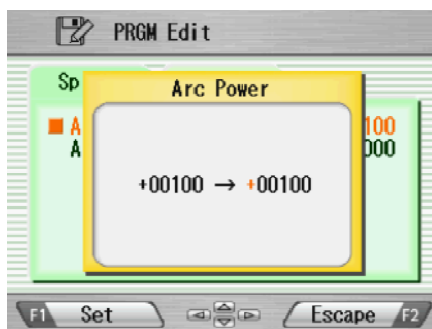 PRGM Edit
Sp
Arc Power
A 100
A 000
+00100 → +00100
F1 Set Escape F2